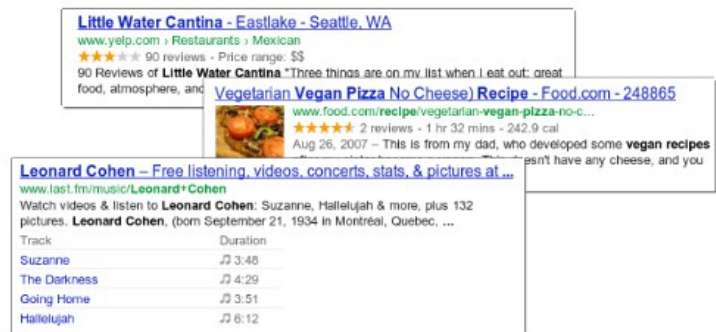 Little Water Cantina - Eastlake - Seattle, WA
www.yelp.com › Restaurants › Mexican
90 reviews - Price range: $$
90 Reviews of Little Water Cantina "Three things are on my list when I eat out: great
food, atmosphere, and
Vegetarian Vegan Pizza No Cheese) Recipe - Food.com - 248865
www.food.com/recipe/vegetarian-vegan-pizza-no-c...
2 reviews - 1 hr 32 mins - 242.9 cal
Aug 26, 2007 – This is from my dad, who developed some vegan recipes
doesn't have any cheese, and you
Leonard Cohen – Free listening, videos, concerts, stats, & pictures at ...
www.last.fm/music/Leonard+Cohen
Watch videos & listen to Leonard Cohen: Suzanne, Hallelujah & more, plus 132
pictures. Leonard Cohen, (born September 21, 1934 in Montréal, Quebec, ...
Track Duration
Suzanne 3:48
The Darkness 4:29
Going Home 3:51
Hallelujah 6:12